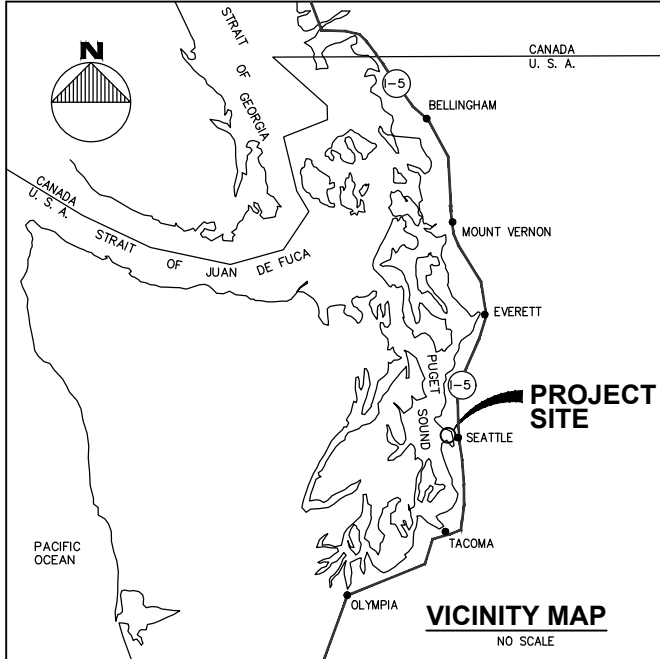 N
STRAIT OF GEORGIA
CANADA
U. S. A.
I-5
BELLINGHAM
CANADA
U. S. A.
STRAIT OF JUAN DE FUCA
MOUNT VERNON
EVERETT
PUGET SOUND
I-5
PROJECT
SITE
SEATTLE
PACIFIC
OCEAN
TACOMA
OLYMPIA
VICINITY MAP
NO SCALE